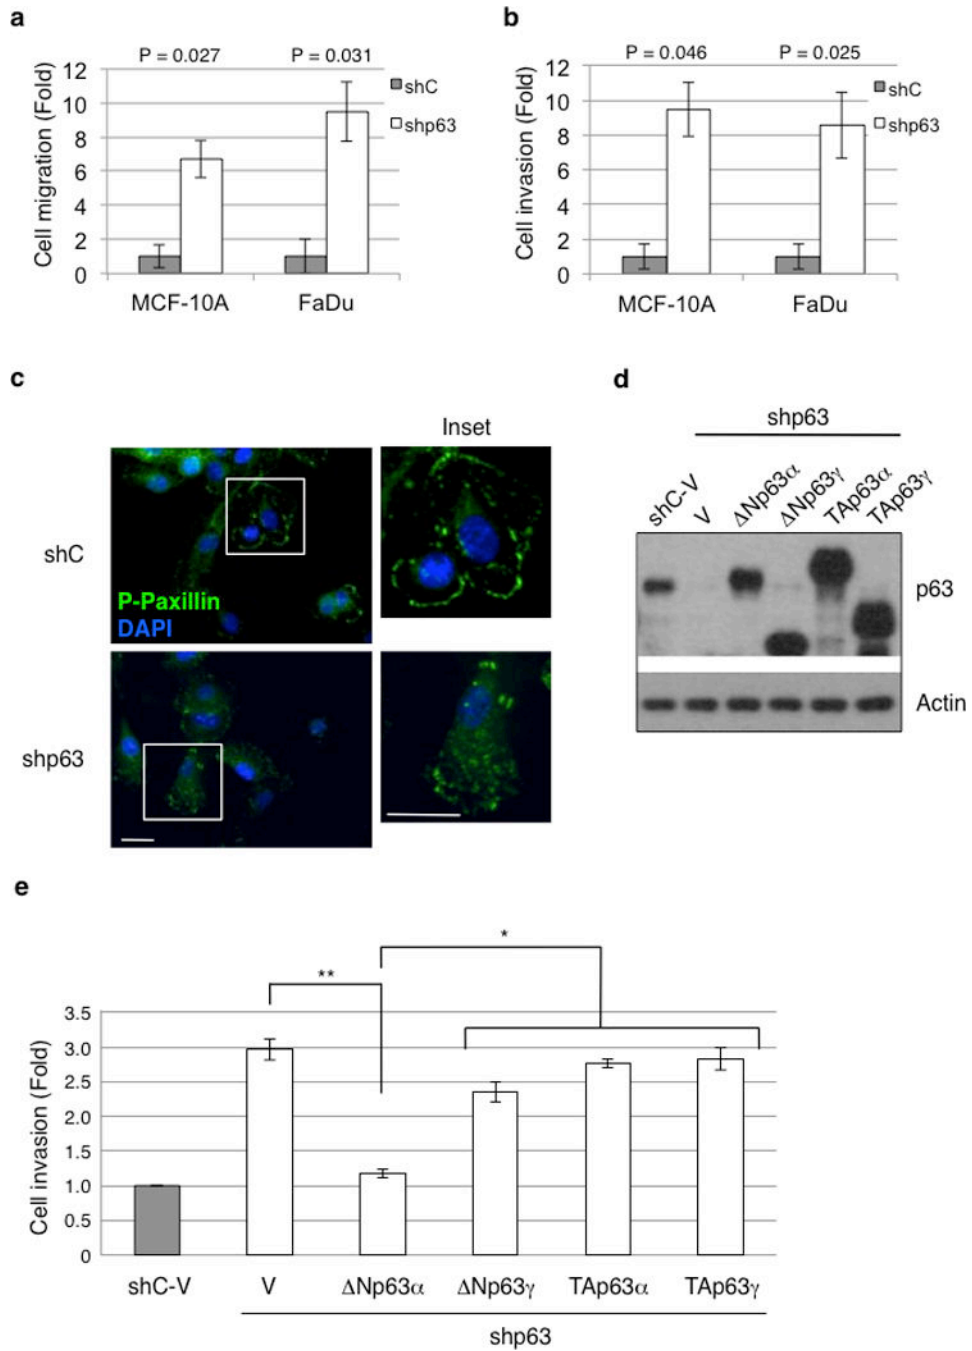 a
P = 0.027 P = 0.031
Cell migration (Fold)
12
10
8
6
4
2
0
shC
shp63
MCF-10A FaDu
b
P = 0.046 P = 0.025
Cell invasion (Fold)
12
10
8
6
4
2
0
shC
shp63
MCF-10A FaDu
c
Inset
shC
P-Paxillin
DAPI
shp63
d
shp63
shC-V V ΔNp63α ΔNp63γ TAp63α TAp63γ
p63
Actin
e
*
**
Cell invasion (Fold)
3.5
3.0
2.5
2.0
1.5
1.0
0.5
0
shC-V V ΔNp63α ΔNp63γ TAp63α TAp63γ
shp63